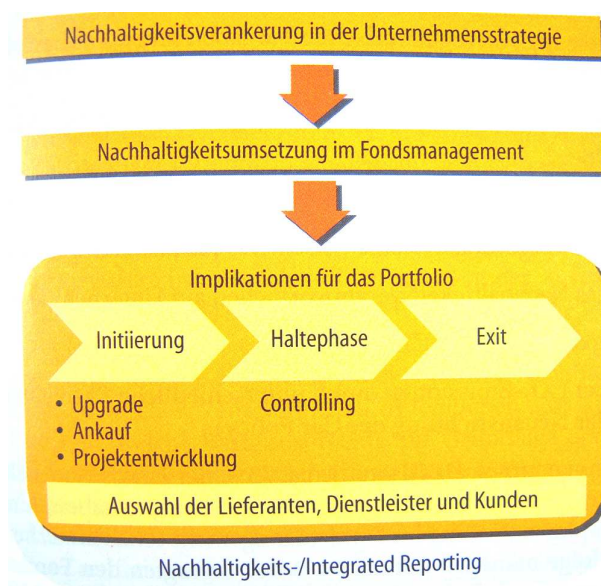 Nachhaltigkeitsverankerung in der Unternehmensstrategie
Nachhaltigkeitsumsetzung im Fondsmanagement
Implikationen für das Portfolio
Initiierung
Haltephase
Exit
• Upgrade
• Ankauf
• Projektentwicklung
Controlling
Auswahl der Lieferanten, Dienstleister und Kunden
Nachhaltigkeits-/Integrated Reporting